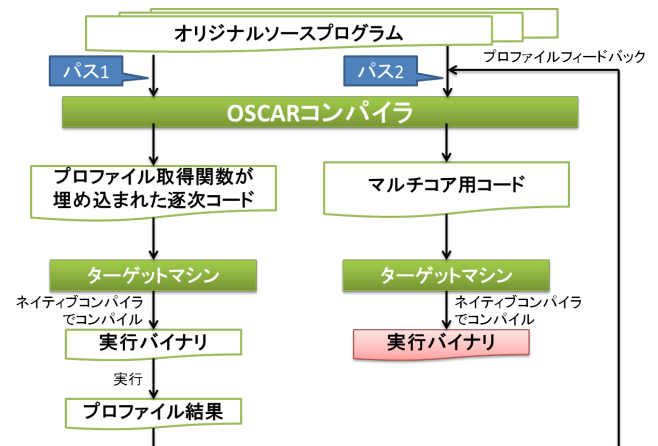 オリジナルソースプログラム
プロファイルフィードバック
パス1
パス2
OSCARコンパイラ
プロファイル取得関数が
埋め込まれた逐次コード
マルチコア用コード
ターゲットマシン
ターゲットマシン
ネイティブコンパイラ
でコンパイル
ネイティブコンパイラ
でコンパイル
実行バイナリ
実行バイナリ
実行
プロファイル結果